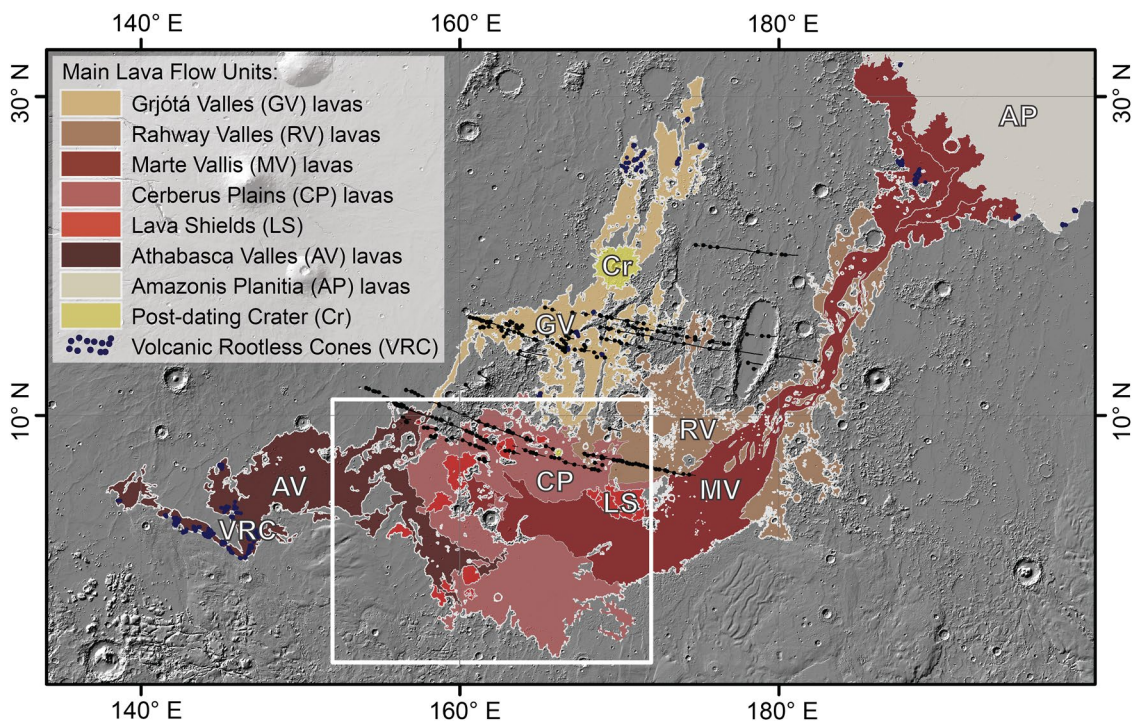 140° E 160° E 180° E
30° N
10° N
30° N
10° N
Main Lava Flow Units:
Grjótá Valles (GV) lavas
Rahway Valles (RV) lavas
Marte Vallis (MV) lavas
Cerberus Plains (CP) lavas
Lava Shields (LS)
Athabasca Valles (AV) lavas
Amazonis Planitia (AP) lavas
Post-dating Crater (Cr)
Volcanic Rootless Cones (VRC)
AP
Cr
GV
RV
CP
AV
MV
LS
VRC
140° E 160° E 180° E